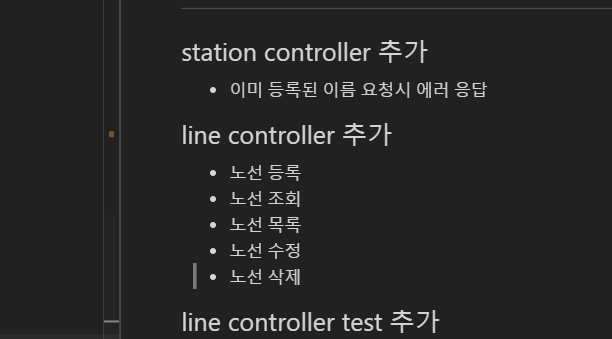 station controller 추가
이미 등록된 이름 요청시 에러 응답
line controller 추가
노선 등록
노선 조회
노선 목록
노선 수정
노선 삭제
line controller test 추가